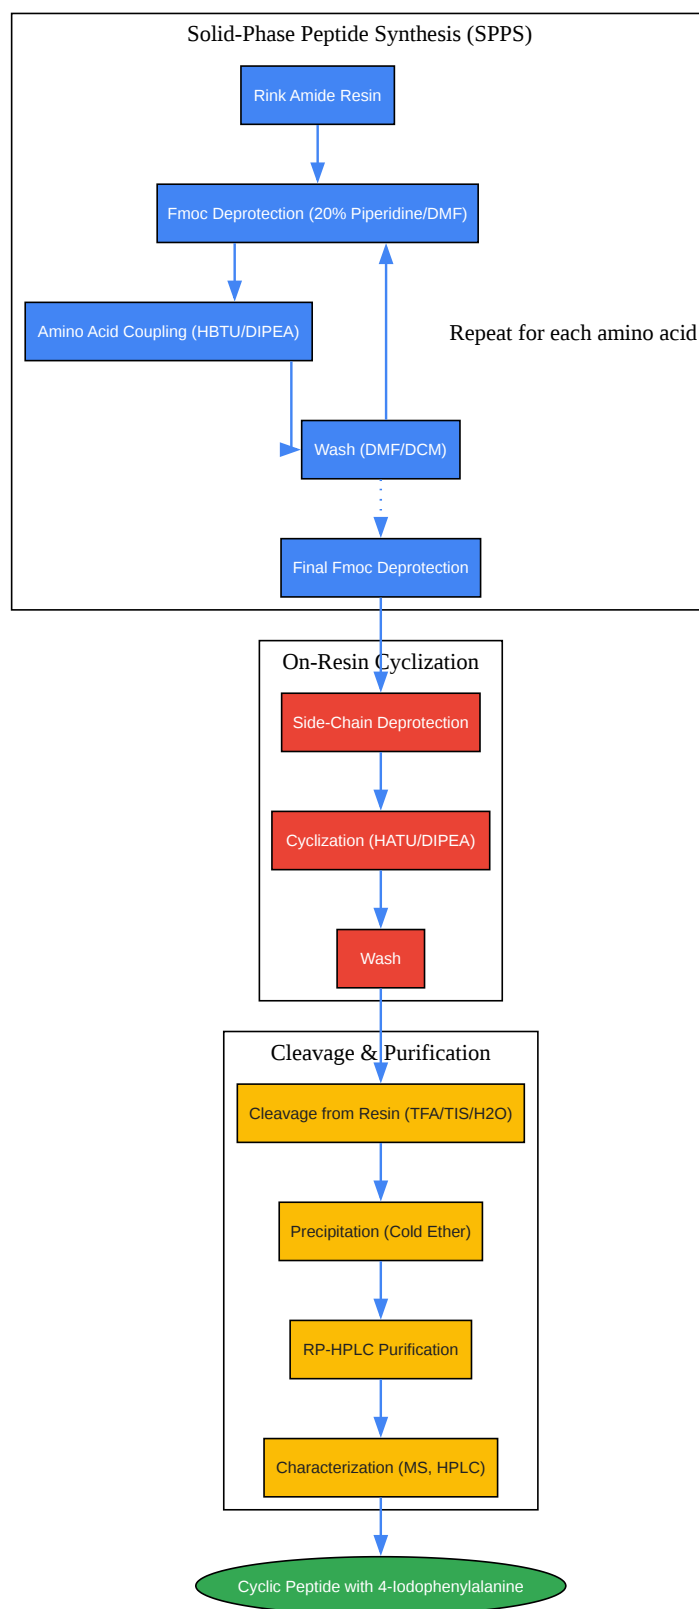 Solid-Phase Peptide Synthesis (SPPS)
Rink Amide Resin
Fmoc Deprotection (20% Piperidine/DMF)
Amino Acid Coupling (HBTU/DIPEA)
Repeat for each amino acid
Wash (DMF/DCM)
Final Fmoc Deprotection
On-Resin Cyclization
Side-Chain Deprotection
Cyclization (HATU/DIPEA)
Wash
Cleavage & Purification
Cleavage from Resin (TFA/TIS/H2O)
Precipitation (Cold Ether)
RP-HPLC Purification
Characterization (MS, HPLC)
Cyclic Peptide with 4-Iodophenylalanine